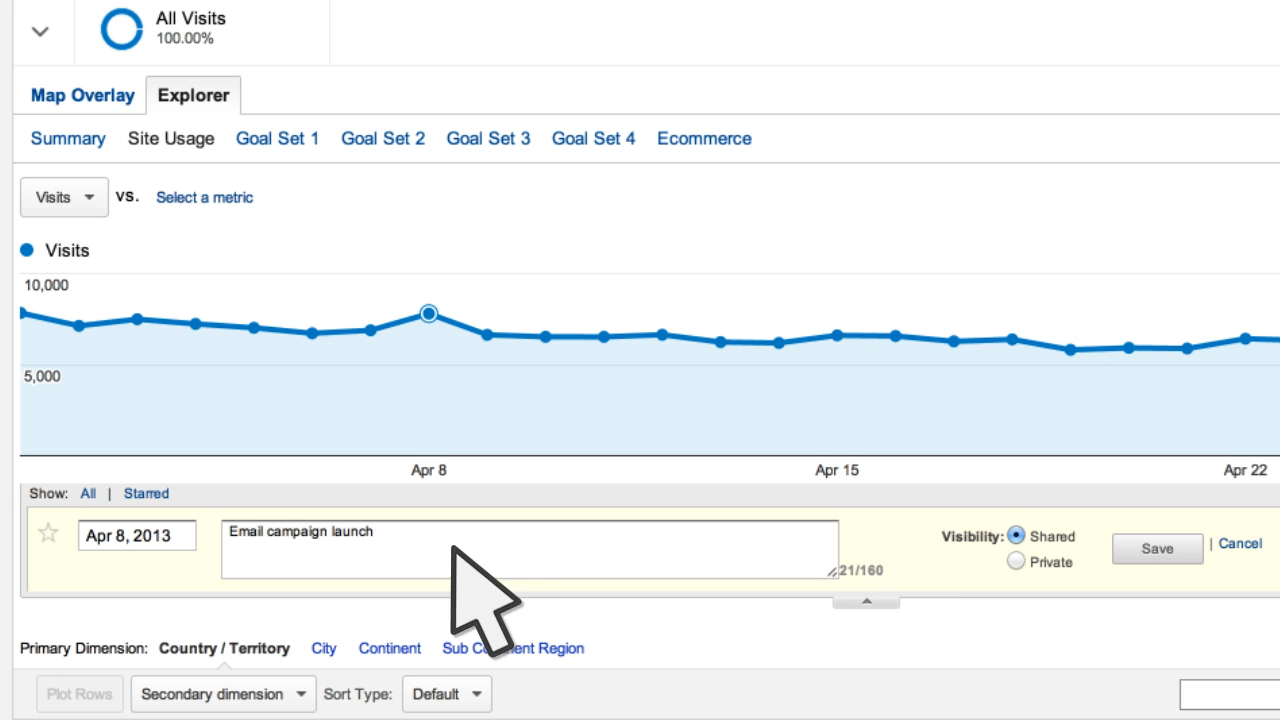 All Visits
100.00%
Map Overlay Explorer
Summary Site Usage Goal Set 1 Goal Set 2 Goal Set 3 Goal Set 4 Ecommerce
Visits vs. Select a metric
Visits
10,000
5,000
Apr 8 Apr 15 Apr 22
Show: All | Starred
Apr 8, 2013 Email campaign launch 21/160 Visibility: Shared Save | Cancel
Private
Primary Dimension: Country / Territory City Continent Sub Region
Plot Rows Secondary dimension Sort Type: Default